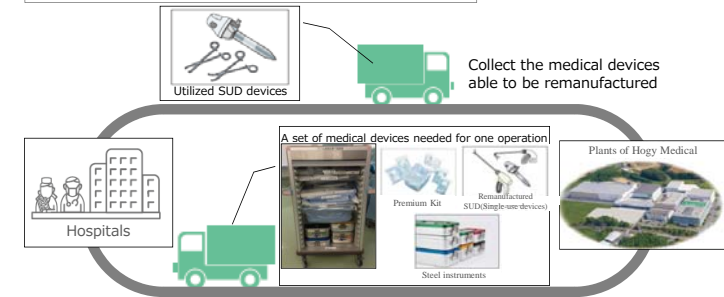 Utilized SUD devices
Collect the medical devices
able to be remanufactured
A set of medical devices needed for one operation
Hospitals
Premium Kit
Remanufactured
SUD(Single-use devices)
Steel instruments
Plants of Hogy Medical